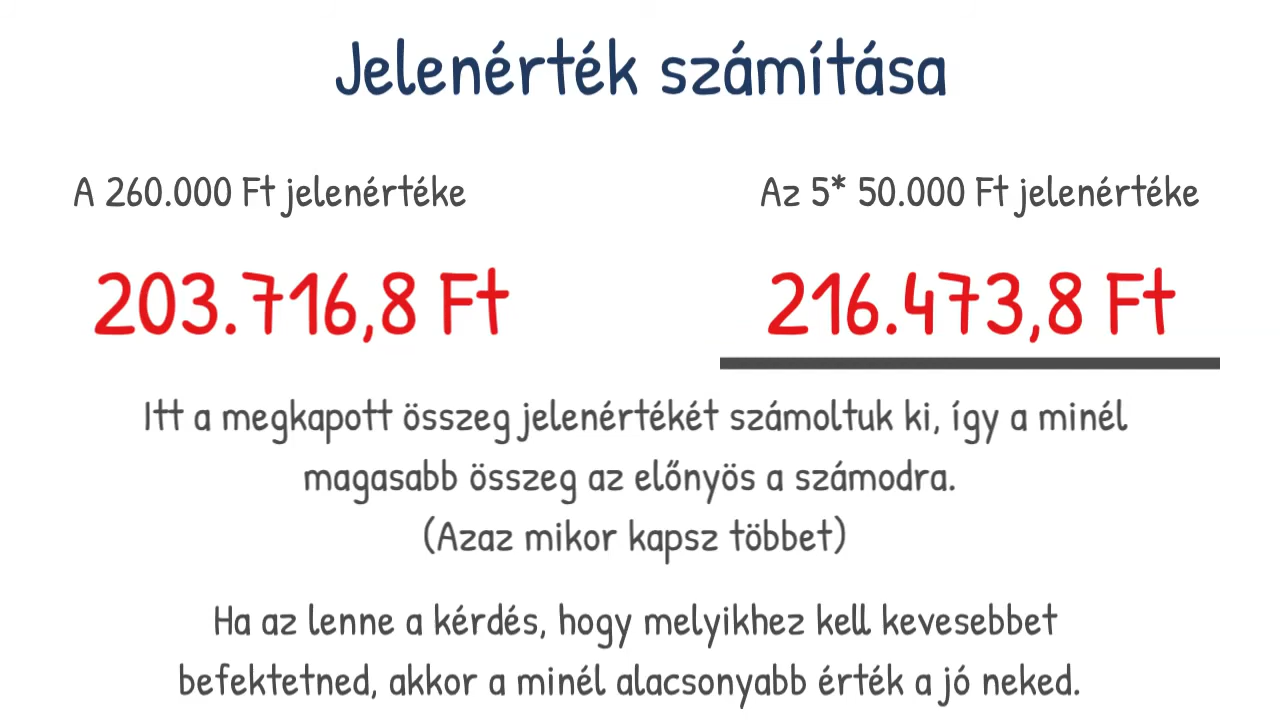 Jelenérték számítása
A 260.000 Ft jelenértéke
Az 5* 50.000 Ft jelenértéke
203.716,8 Ft
216.473,8 Ft
Itt a megkapott összeg jelenértékét számoltuk ki, így a minél
magasabb összeg az előnyös a számodra.
(Azaz mikor kapsz többet)
Ha az lenne a kérdés, hogy melyikhez kell kevesebbet
befektetned, akkor a minél alacsonyabb érték a jó neked.